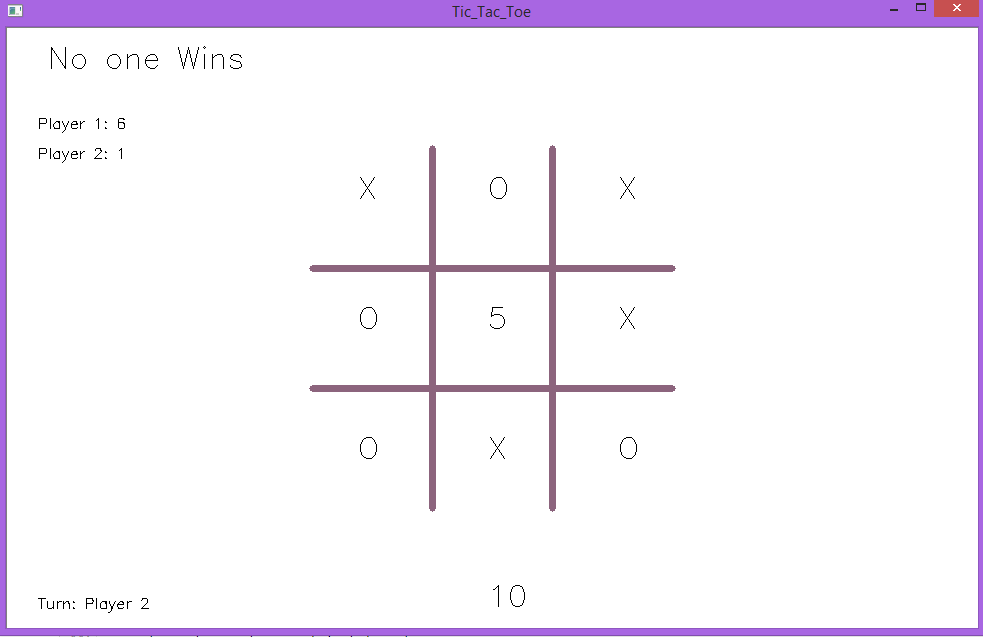 Tic_Tac_Toe
No one Wins
Player 1: 6
Player 2: 1
X O X
O 5 X
O X O
10
Turn: Player 2